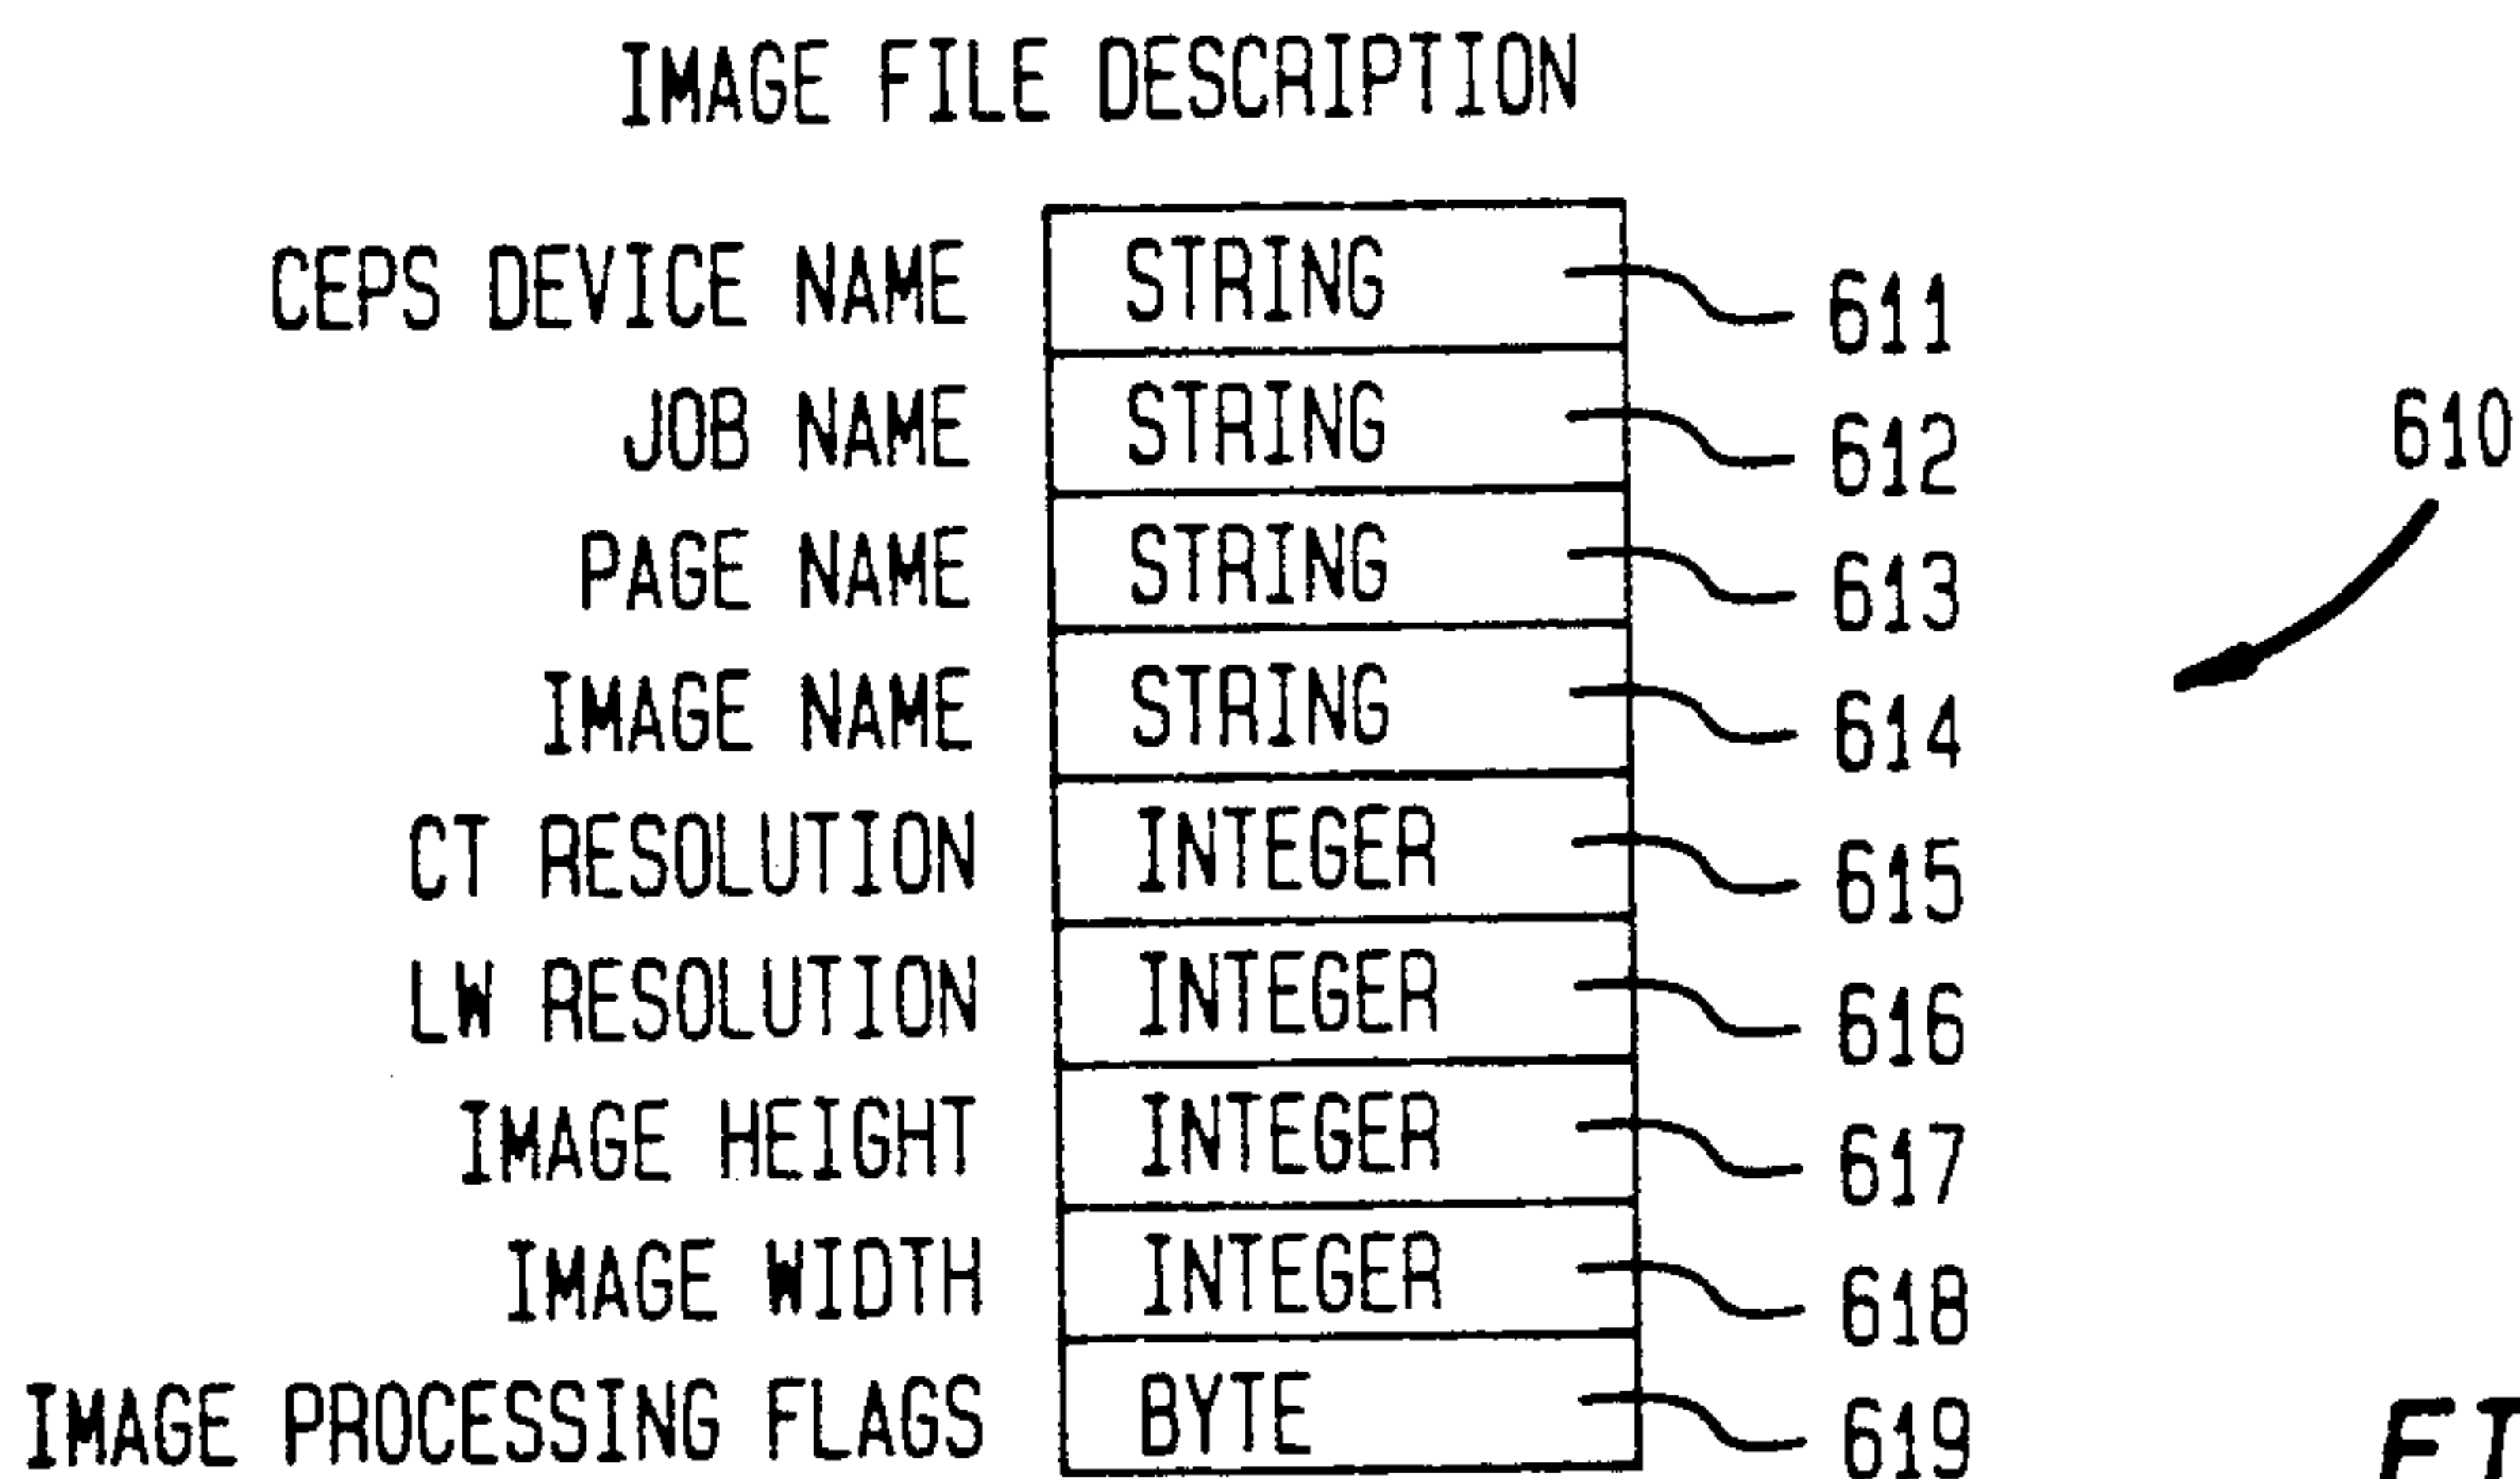 IMAGE FILE DESCRIPTION
CEPS DEVICE NAME STRING 611
JOB NAME STRING 612
610
PAGE NAME STRING 613
IMAGE NAME STRING 614
CT RESOLUTION INTEGER 615
LW RESOLUTION INTEGER 616
IMAGE HEIGHT INTEGER 617
IMAGE WIDTH INTEGER 618
IMAGE PROCESSING FLAGS BYTE 619